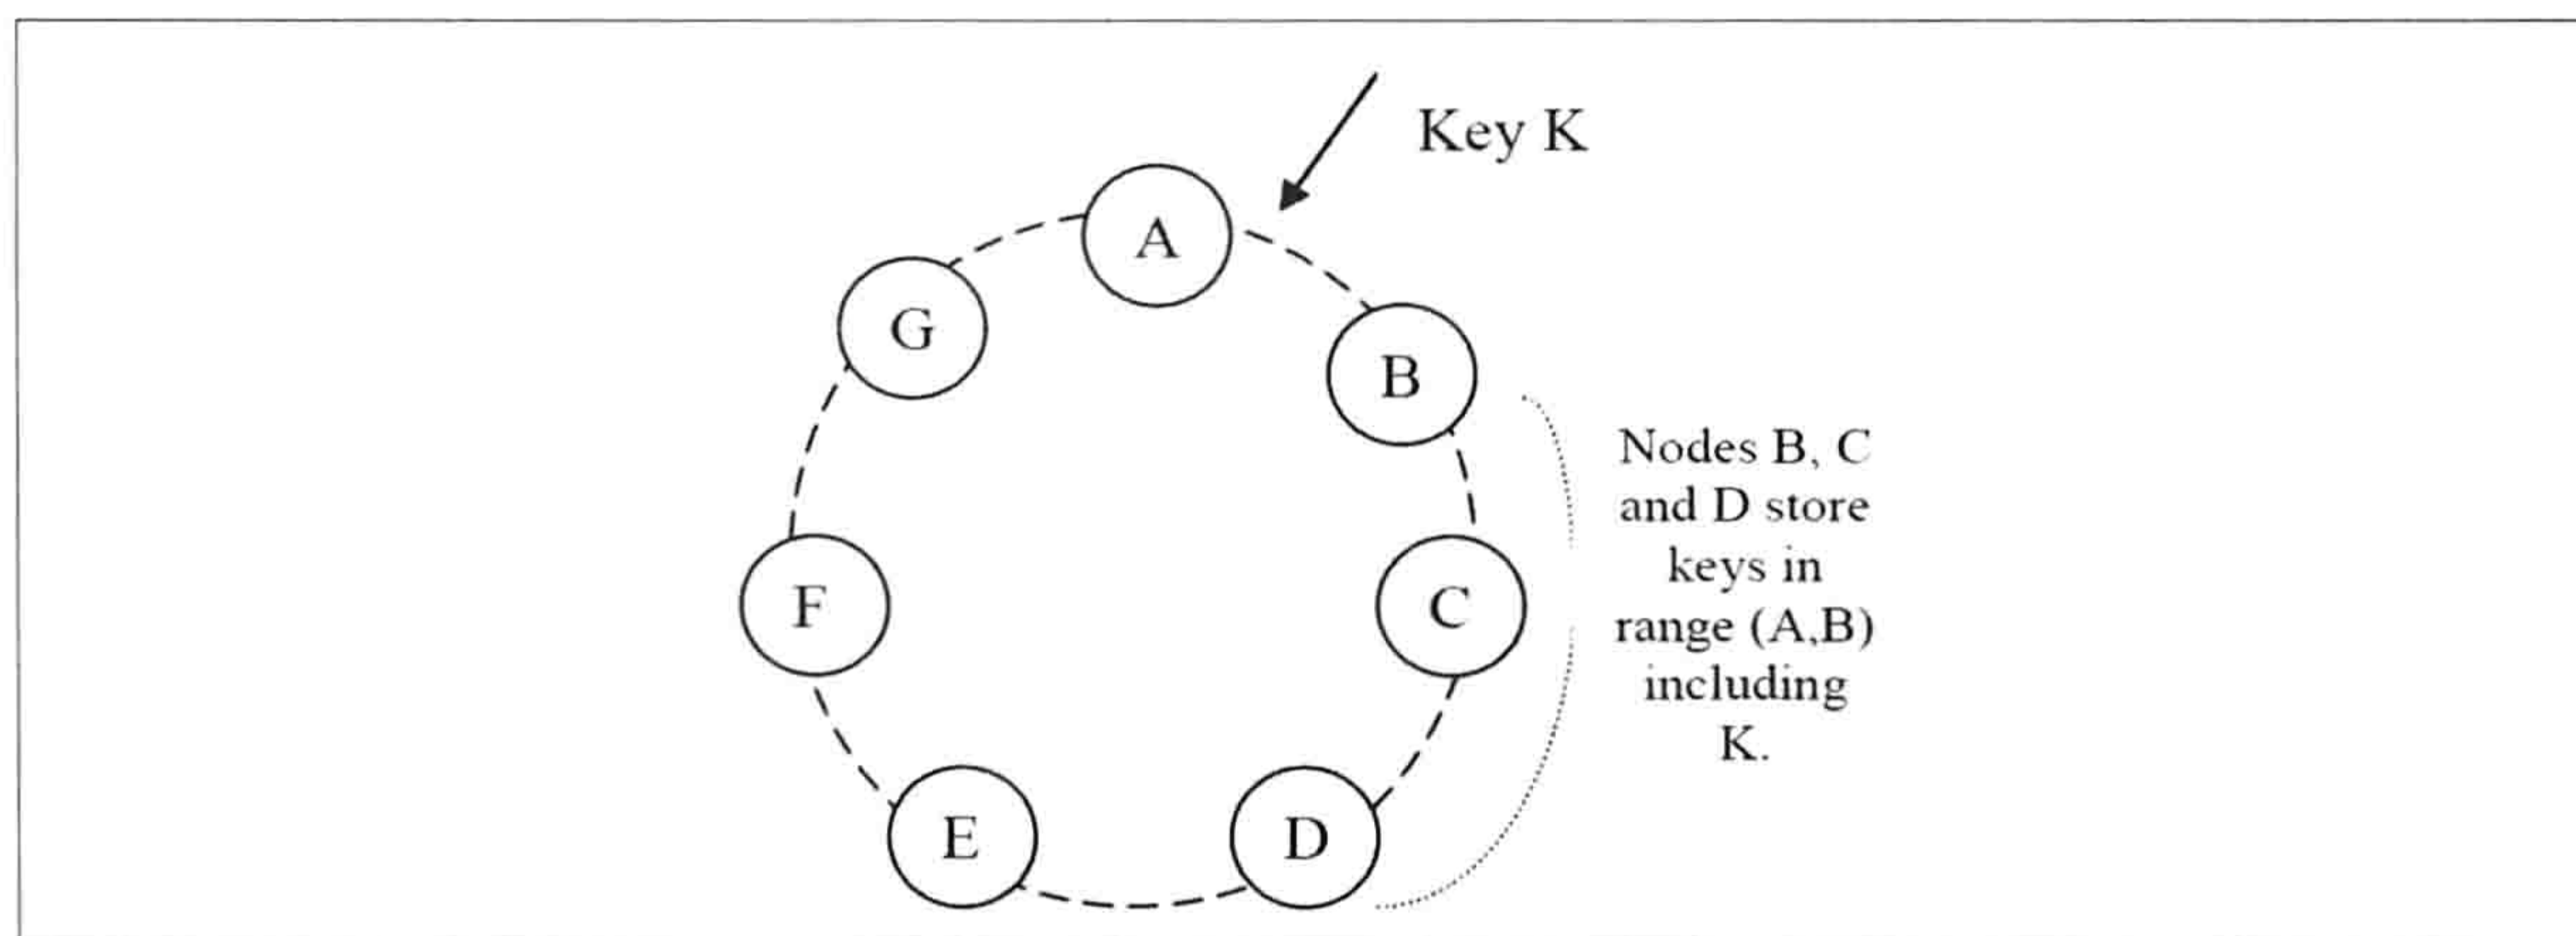 Key K
A
G
B
Nodes B, C
and D store
keys in
range (A,B)
including
K.
F
C
E
D